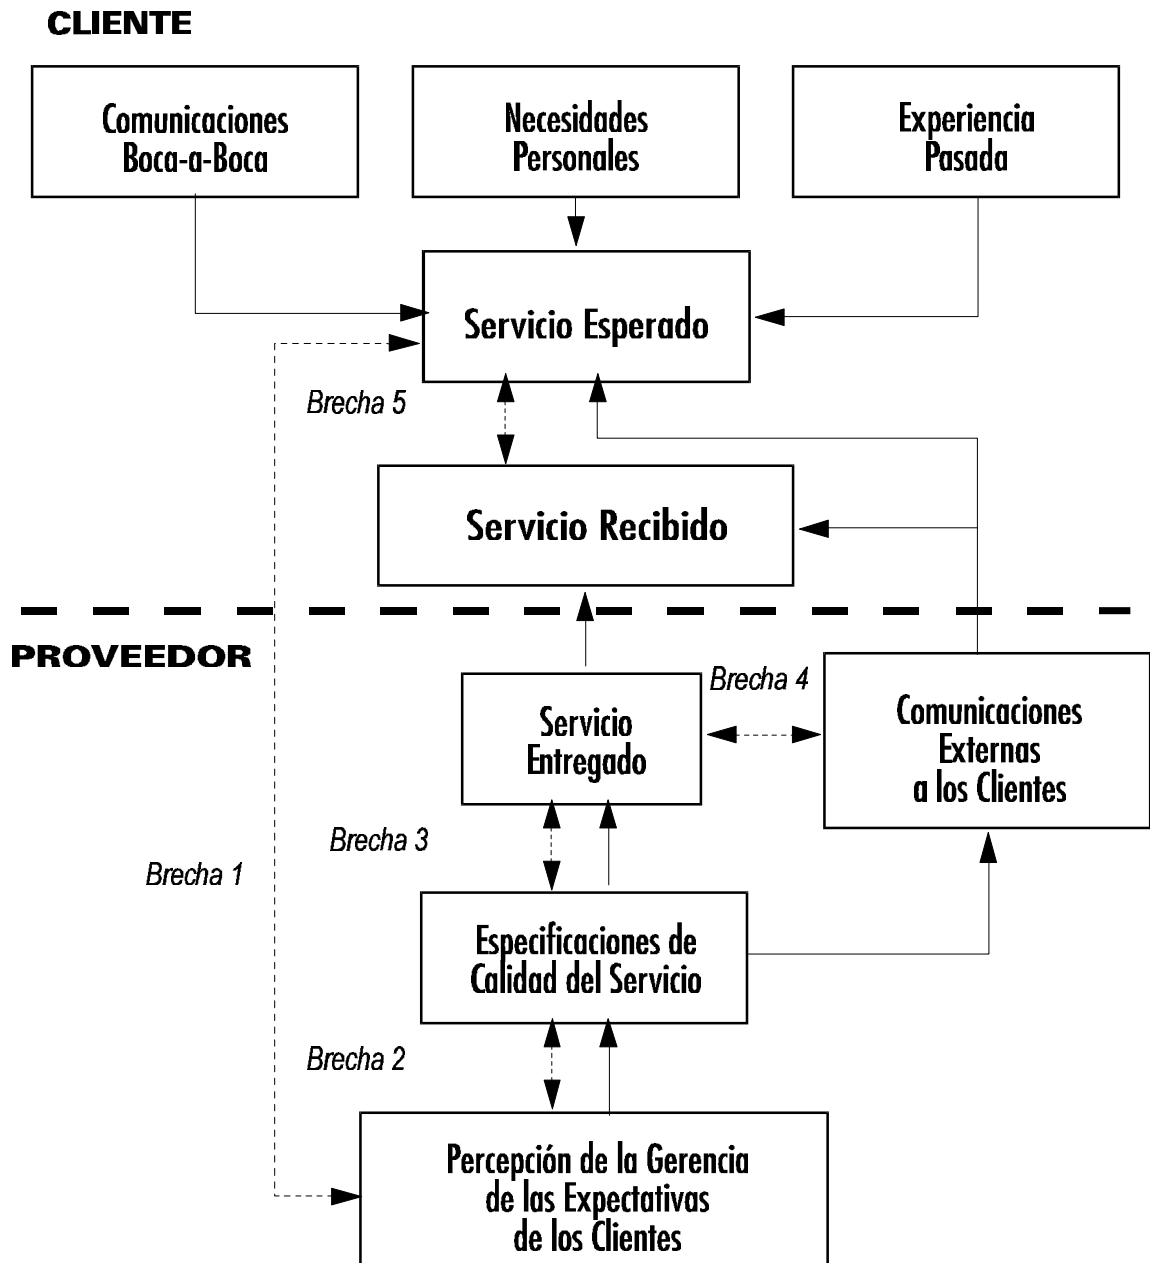 CLIENTE
Comunicaciones
Boca-a-Boca
Necesidades
Personales
Experiencia
Pasada
Servicio Esperado
Brecha 5
Servicio Recibido
PROVEEDOR
Brecha 4
Servicio
Entregado
Comunicaciones
Externas
a los Clientes
Brecha 3
Brecha 1
Especificaciones de
Calidad del Servicio
Brecha 2
Percepción de la Gerencia
de las Expectativas
de los Clientes